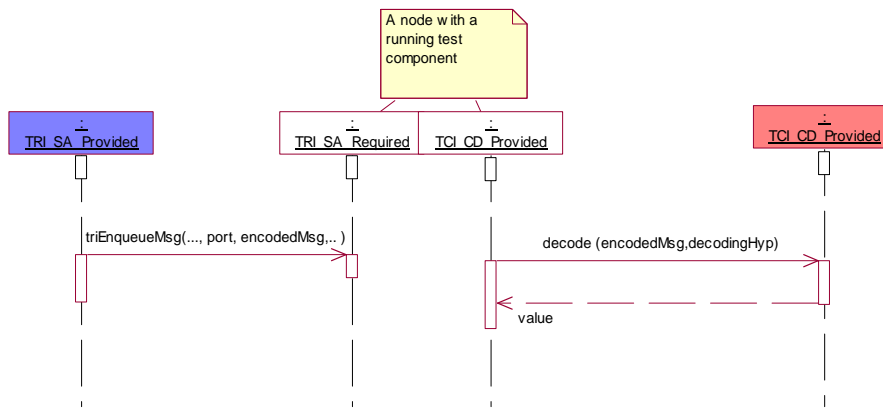 A node with a
running test
component
:
TRI_SA_Provided
:
TRI_SA_Required
:
TCI_CD_Provided
:
TCI_CD_Provided
triEnqueueMsg(..., port, encodedMsg,.. )
decode (encodedMsg,decodingHyp)
value